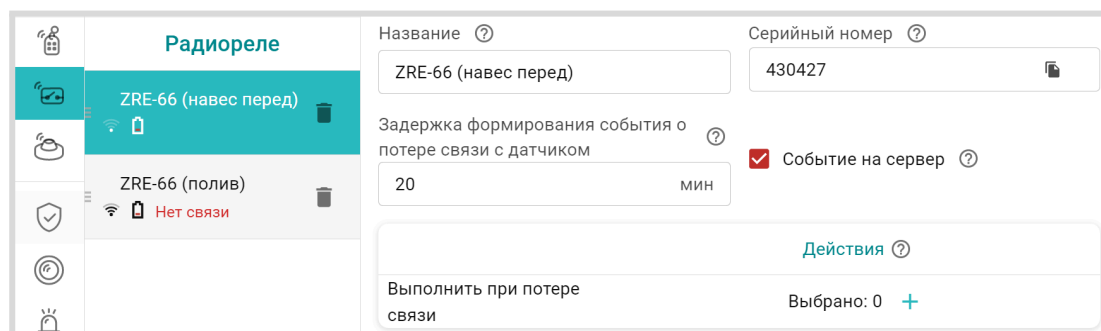 Радиореле
ZRE-66 (навес перед)
ZRE-66 (полив)
Нет связи
Название
ZRE-66 (навес перед)
Серийный номер
430427
Задержка формирования события о
потере связи с датчиком
20 мин
Событие на сервер
Действия
Выполнить при потере
связи
Выбрано: 0